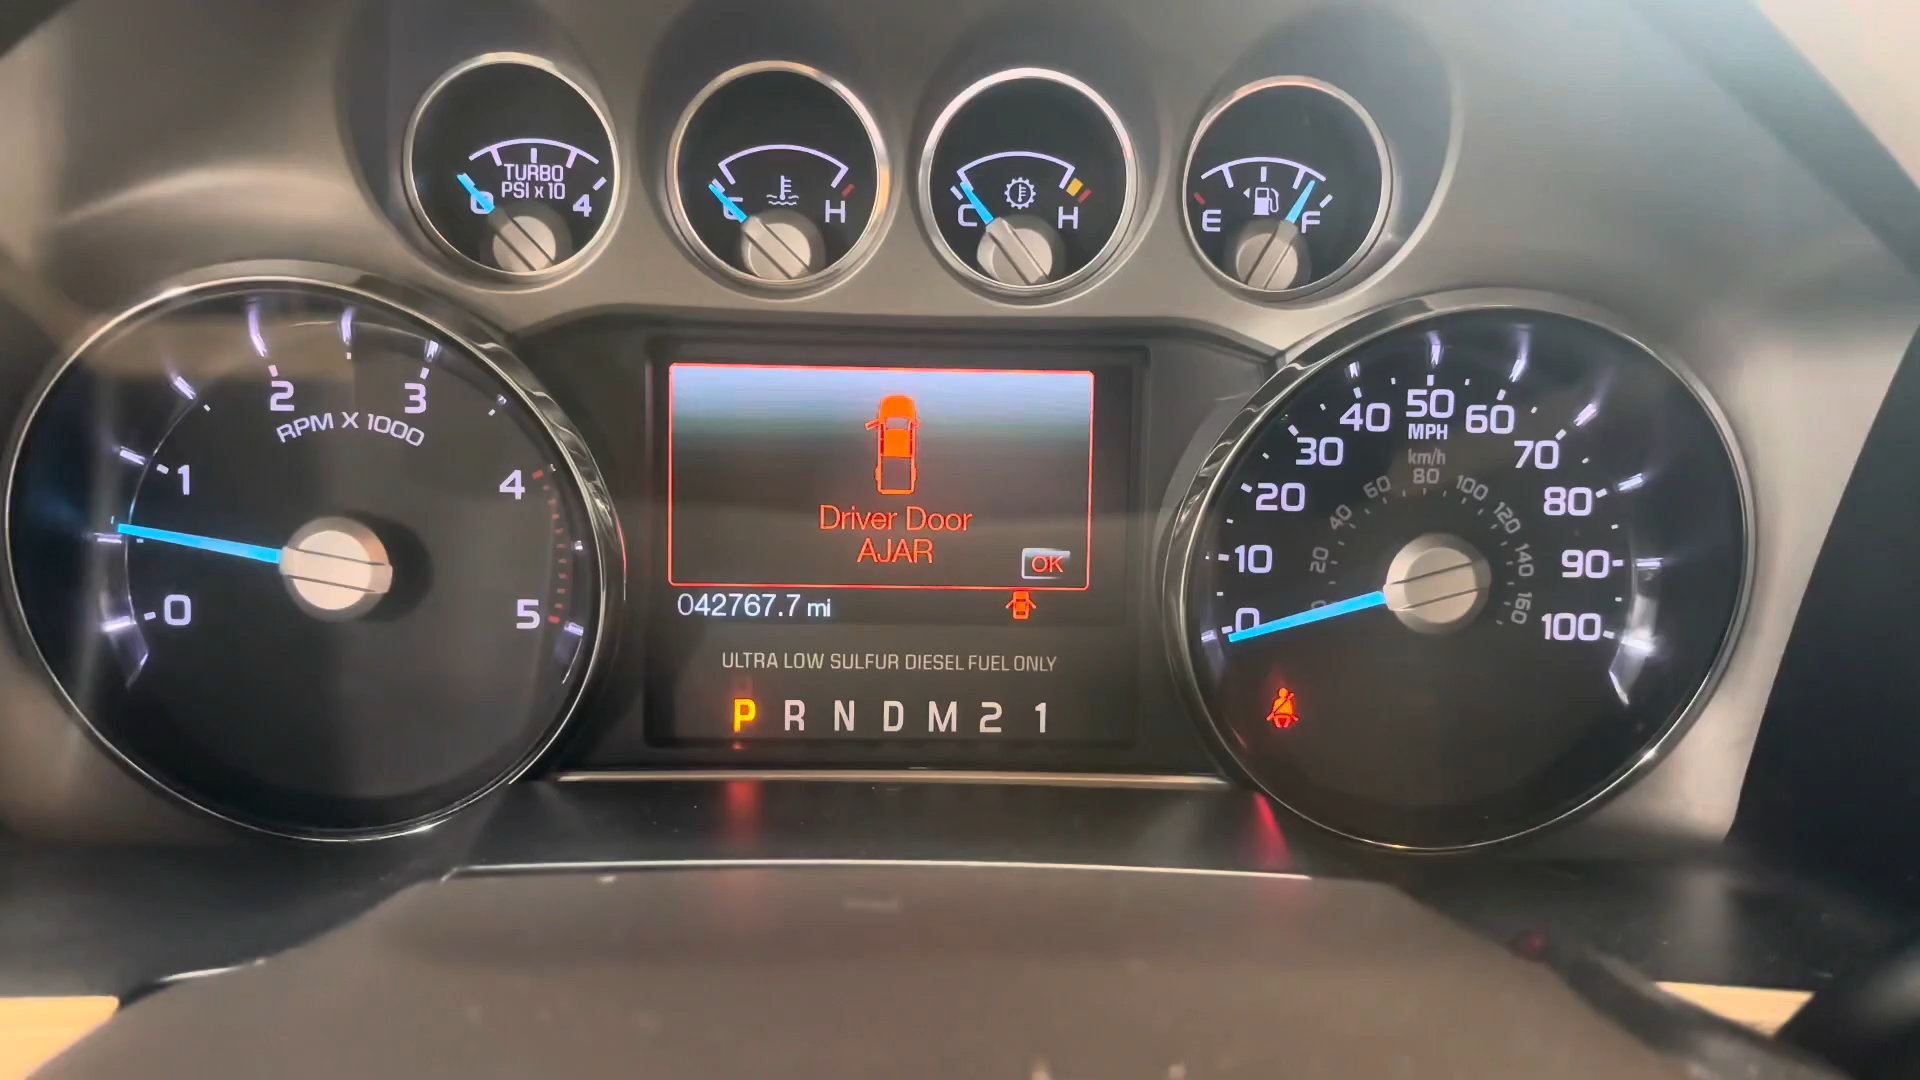 TURBO
PSI x 10
0 4
C H
C H
E F
0 1 2 3 4 5
RPM X 1000
Driver Door
AJAR
OK
042767.7 mi
ULTRA LOW SULFUR DIESEL FUEL ONLY
P R N D M 2 1
0 10 20 30 40 50 60 70 80 90 100
MPH
km/h
0 20 40 60 80 100 120 140 160